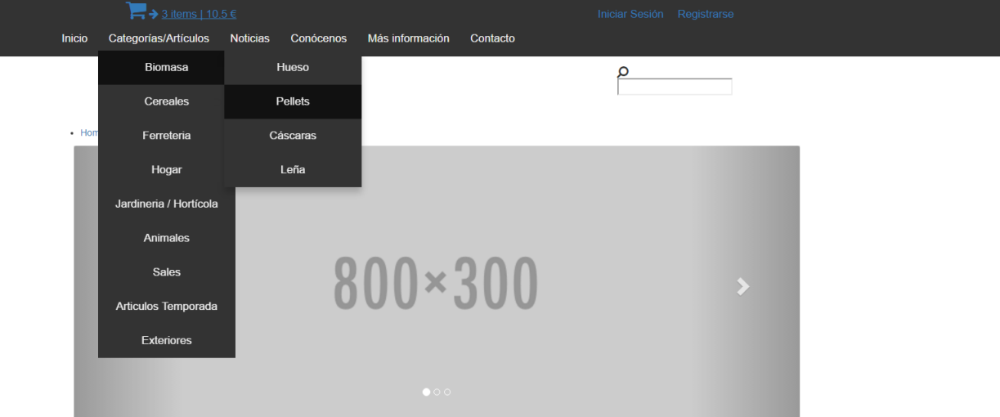 3 items | 10.5 €
Iniciar Sesión Registrarse
Inicio Categorías/Artículos Noticias Conócenos Más información Contacto
Biomasa Hueso
Cereales Pellets
Hom
Ferreteria Cáscaras
Hogar Leña
Jardineria / Hortícola
Animales
Sales
Articulos Temporada
Exteriores
800×300